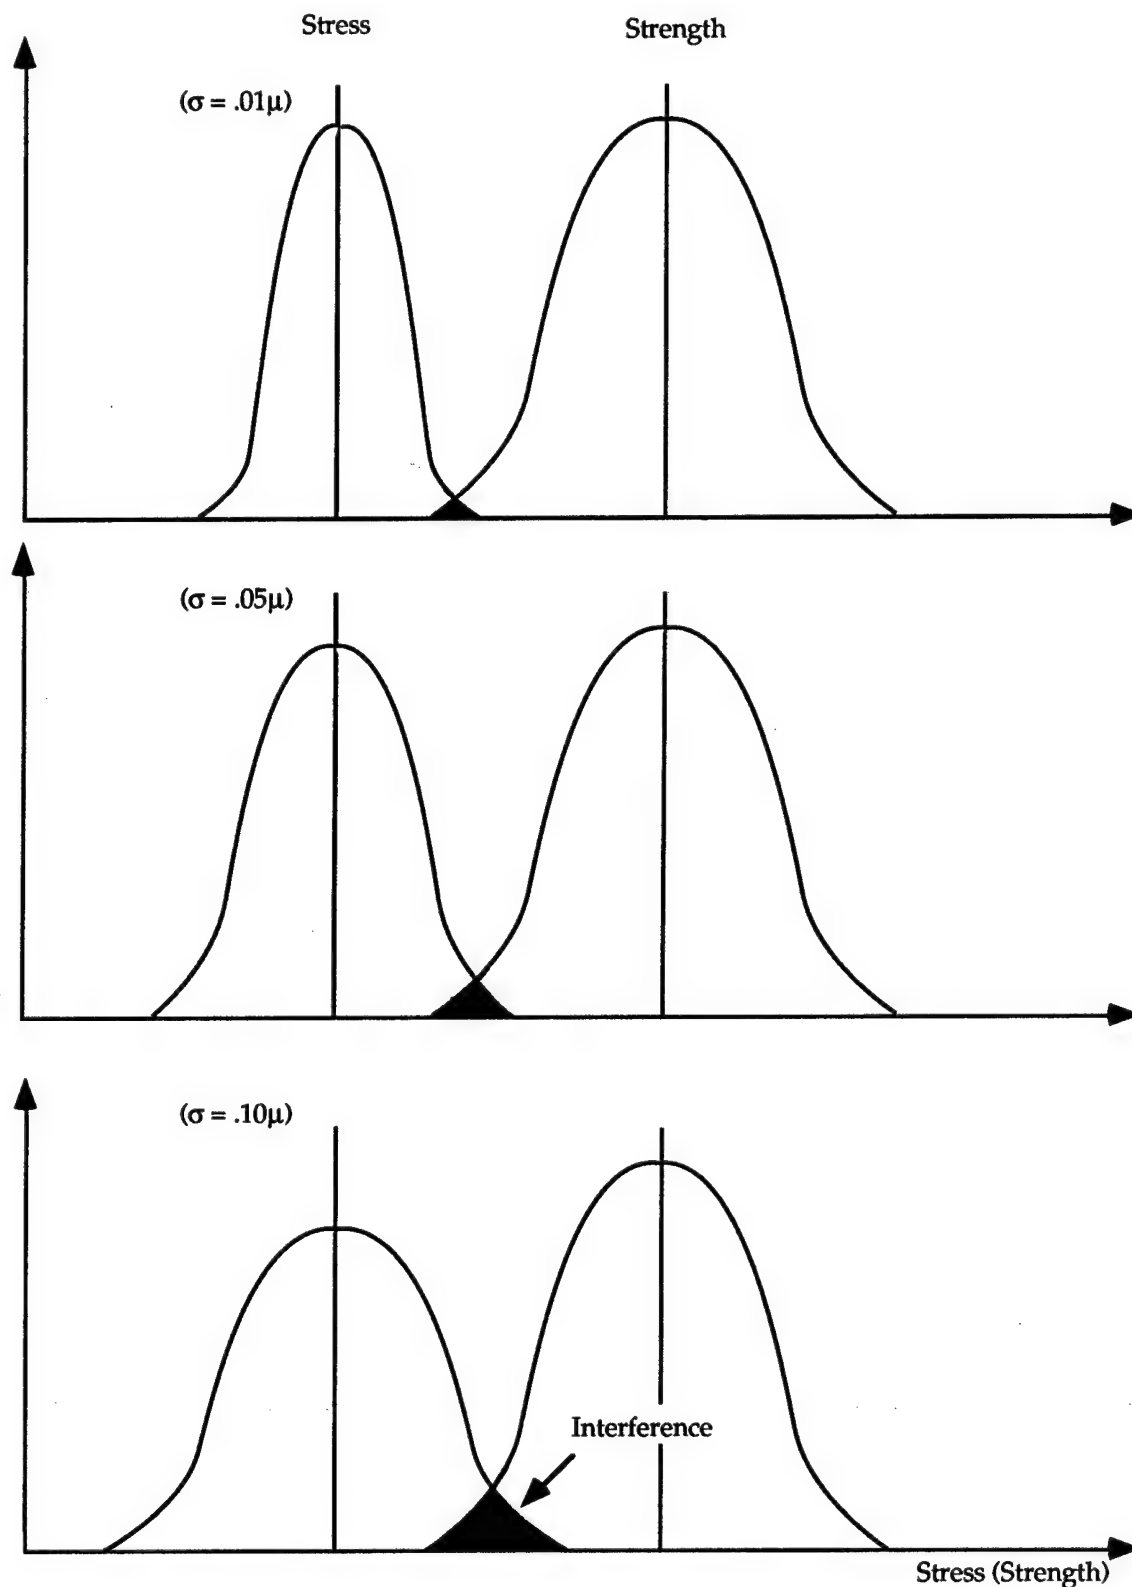 Stress
Strength
(σ = .01μ)
(σ = .05μ)
(σ = .10μ)
Interference
Stress (Strength)